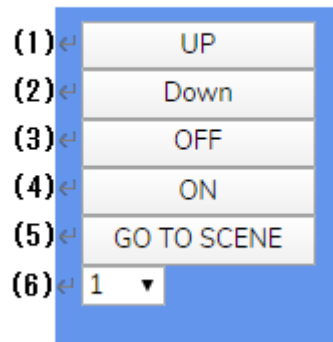 (1) UP
(2) Down
(3) OFF
(4) ON
(5) GO TO SCENE
(6) 1